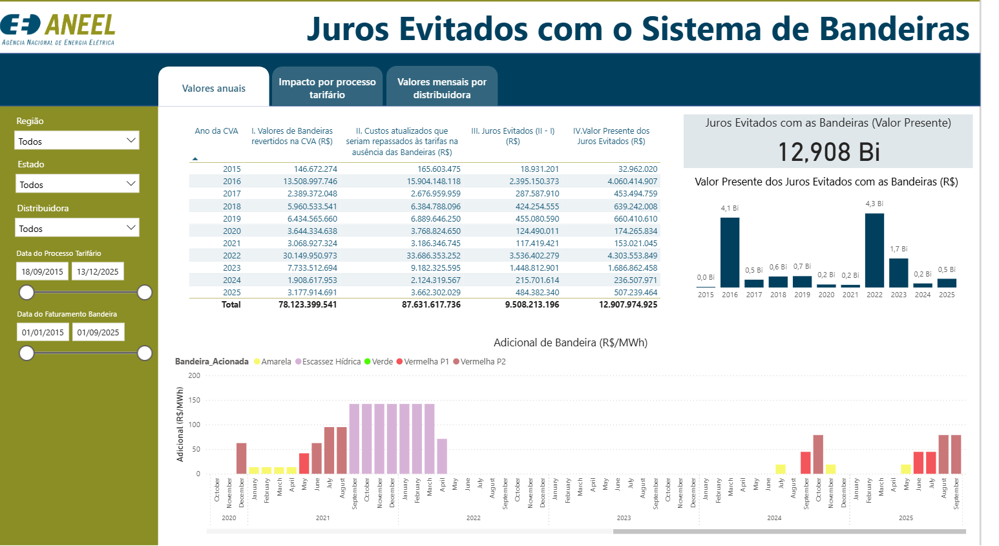 ANEEL
AGÊNCIA NACIONAL DE ENERGIA ELÉTRICA
Juros Evitados com o Sistema de Bandeiras
Valores anuais
Impacto por processo
tarifário
Valores mensais por
distribuidora
Região
Todos
Estado
Todos
Distribuidora
Todos
Data do Processo Tarifário
18/09/2015 13/12/2025
Data do Faturamento Bandeira
01/01/2015 01/09/2025
Ano da CVA
I. Valores de Bandeiras
revertidos na CVA (R$)
II. Custos atualizados que
seriam repassados às tarifas na
ausência das Bandeiras (R$)
III. Juros Evitados (II - I)
(R$)
IV.Valor Presente dos
Juros Evitados (R$)
2015 146.672.274 165.603.475 18.931.201 32.962.020
2016 13.508.997.746 15.904.148.118 2.395.150.373 4.060.414.907
2017 2.389.372.048 2.676.959.959 287.587.910 453.494.759
2018 5.960.533.541 6.384.788.096 424.254.555 639.242.008
2019 6.434.565.660 6.889.646.250 455.080.590 660.410.610
2020 3.644.334.638 3.768.824.650 124.490.011 174.265.834
2021 3.068.927.324 3.186.346.745 117.419.421 153.021.045
2022 30.149.950.973 33.686.353.252 3.536.402.279 4.303.553.849
2023 7.733.512.694 9.182.325.595 1.448.812.901 1.686.862.458
2024 1.908.617.953 2.124.319.567 215.701.614 236.507.971
2025 3.177.914.691 3.662.302.029 484.382.340 507.239.464
Total 78.123.399.541 87.631.617.736 9.508.213.196 12.907.974.925
Juros Evitados com as Bandeiras (Valor Presente)
12,908 Bi
Valor Presente dos Juros Evitados com as Bandeiras (R$)
0,0 Bi 4,1 Bi 0,5 Bi 0,6 Bi 0,7 Bi 0,2 Bi 0,2 Bi 4,3 Bi 1,7 Bi 0,2 Bi 0,5 Bi
2015 2016 2017 2018 2019 2020 2021 2022 2023 2024 2025
Adicional de Bandeira (R$/MWh)
Bandeira_Acionada Amarela Escassez Hídrica Verde Vermelha P1 Vermelha P2
Adicional (R$/MWh)
200
150
100
50
0
October November December January February March April May June July August September October November December January February March April May June July August September October November December January February March April May June July August September October November December January February March April May June July August September October November December January February March April May June July August September
2020 2021 2022 2023 2024 2025